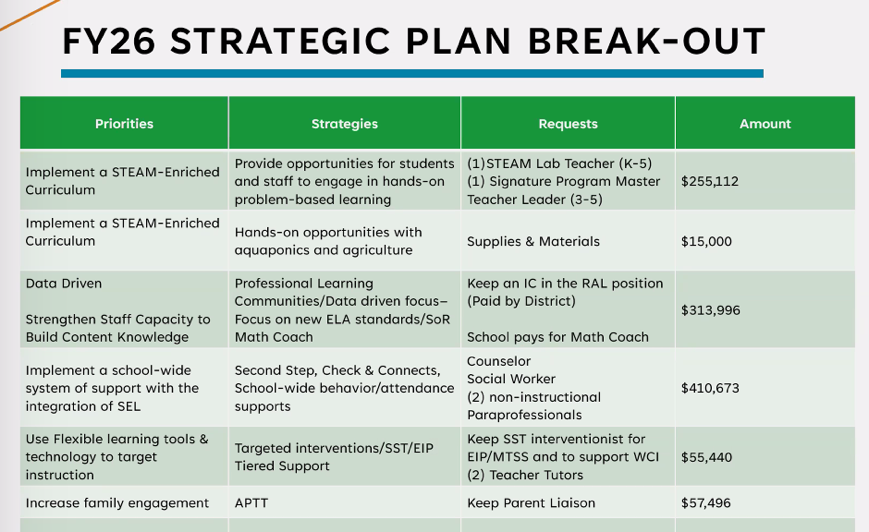 FY26 STRATEGIC PLAN BREAK-OUT
Priorities
Strategies
Requests
Amount
Implement a STEAM-Enriched
Curriculum
Provide opportunities for students
and staff to engage in hands-on
problem-based learning
(1)STEAM Lab Teacher (K-5)
(1) Signature Program Master
Teacher Leader (3-5)
$255,112
Implement a STEAM-Enriched
Curriculum
Hands-on opportunities with
aquaponics and agriculture
Supplies & Materials
$15,000
Data Driven
Strengthen Staff Capacity to
Build Content Knowledge
Professional Learning
Communities/Data driven focus–
Focus on new ELA standards/SoR
Math Coach
Keep an IC in the RAL position
(Paid by District)
School pays for Math Coach
$313,996
Implement a school-wide
system of support with the
integration of SEL
Second Step, Check & Connects,
School-wide behavior/attendance
supports
Counselor
Social Worker
(2) non-instructional
Paraprofessionals
$410,673
Use Flexible learning tools &
technology to target
instruction
Targeted interventions/SST/EIP
Tiered Support
Keep SST interventionist for
EIP/MTSS and to support WCI
(2) Teacher Tutors
$55,440
Increase family engagement
APTT
Keep Parent Liaison
$57,496